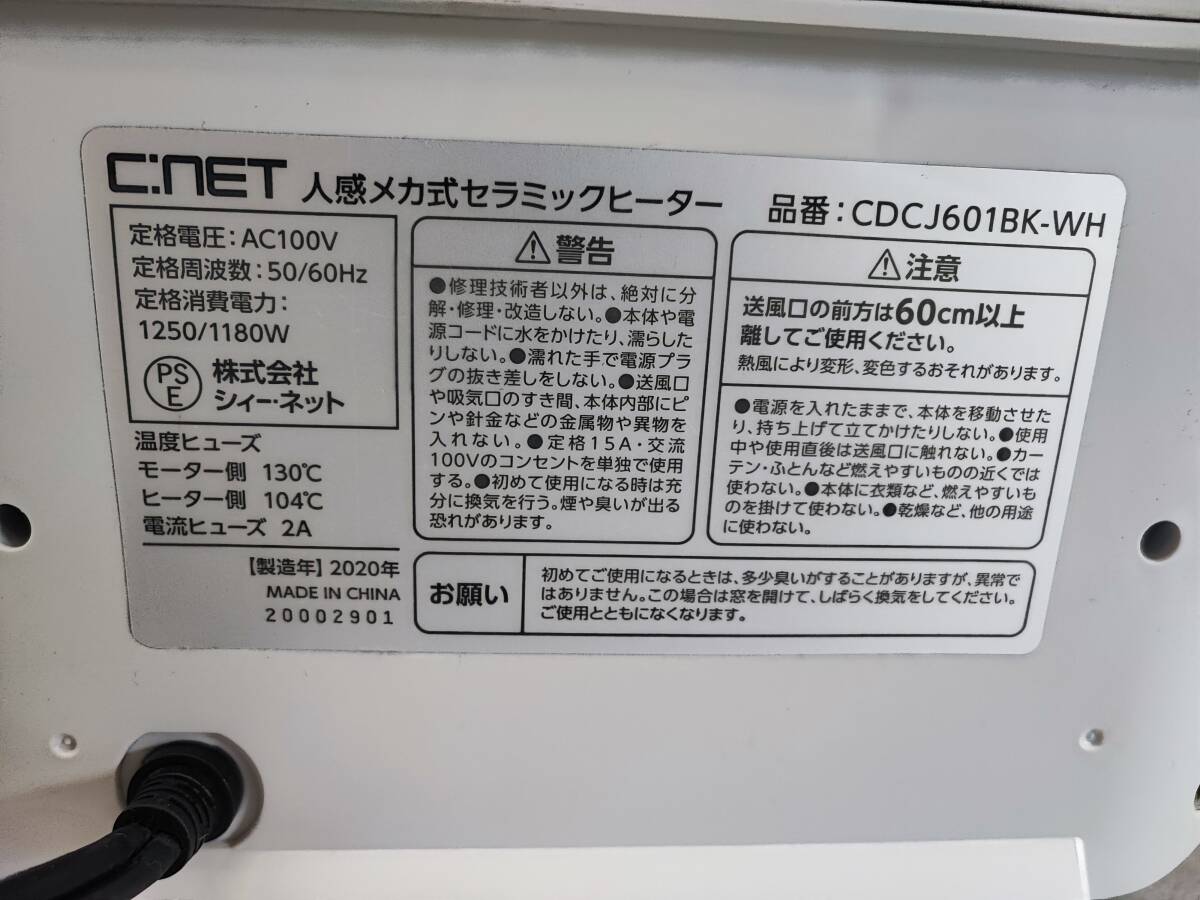 C:NET 人感メカ式セラミックヒーター 品番:CDCJ601BK-WH
定格電圧:AC100V
定格周波数:50/60Hz
定格消費電力:
1250/1180W
PS
E
株式会社
シィー・ネット
温度ヒューズ
モーター側 130℃
ヒーター側 104℃
電流ヒューズ 2A
【製造年】2020年
MADE IN CHINA
20002901
⚠警告
●修理技術者以外は、絶対に分
解・修理・改造しない。●本体や電
源コードに水をかけたり、濡らした
りしない。●濡れた手で電源プラ
グの抜き差しをしない。●送風口
や吸気口のすき間、本体内部にピ
ンや針金などの金属物や異物を
入れない。●定格15A・交流
100Vのコンセントを単独で使用
する。●初めて使用になる時は充
分に換気を行う。煙や臭いが出る
恐れがあります。
⚠注意
送風口の前方は60cm以上
離してご使用ください。
熱風により変形、変色するおそれがあります。
●電源を入れたままで、本体を移動させた
り、持ち上げて立てかけたりしない。●使用
中や使用直後は送風口に触れない。●カー
テン・ふとんなど燃えやすいものの近くでは
使わない。●本体に衣類など、燃えやすいも
のを掛けて使わない。●乾燥など、他の用途
に使わない。
お願い
初めてご使用になるときは、多少臭いがすることがありますが、異常で
はありません。この場合は窓を開けて、しばらく換気をしてください。
ご使用とともになくなります。